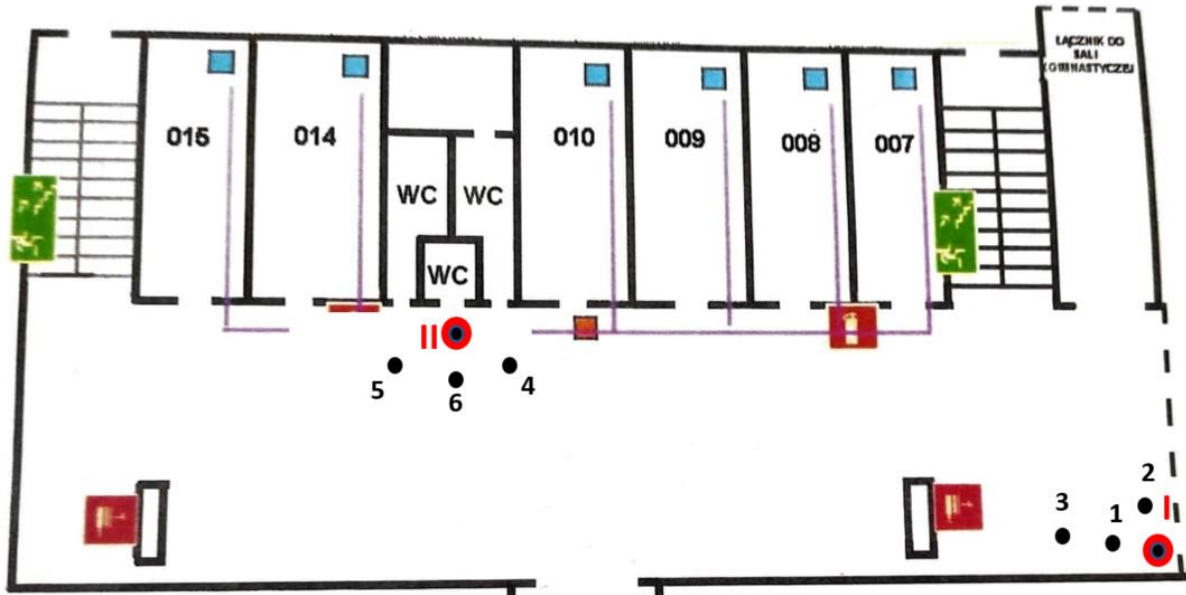 ŁĄCZNIK DO
SALI
GIMNASTYCZEJ
015
014
010
009
008
007
WC
WC
WC
II
5
4
6
2
I
3
1